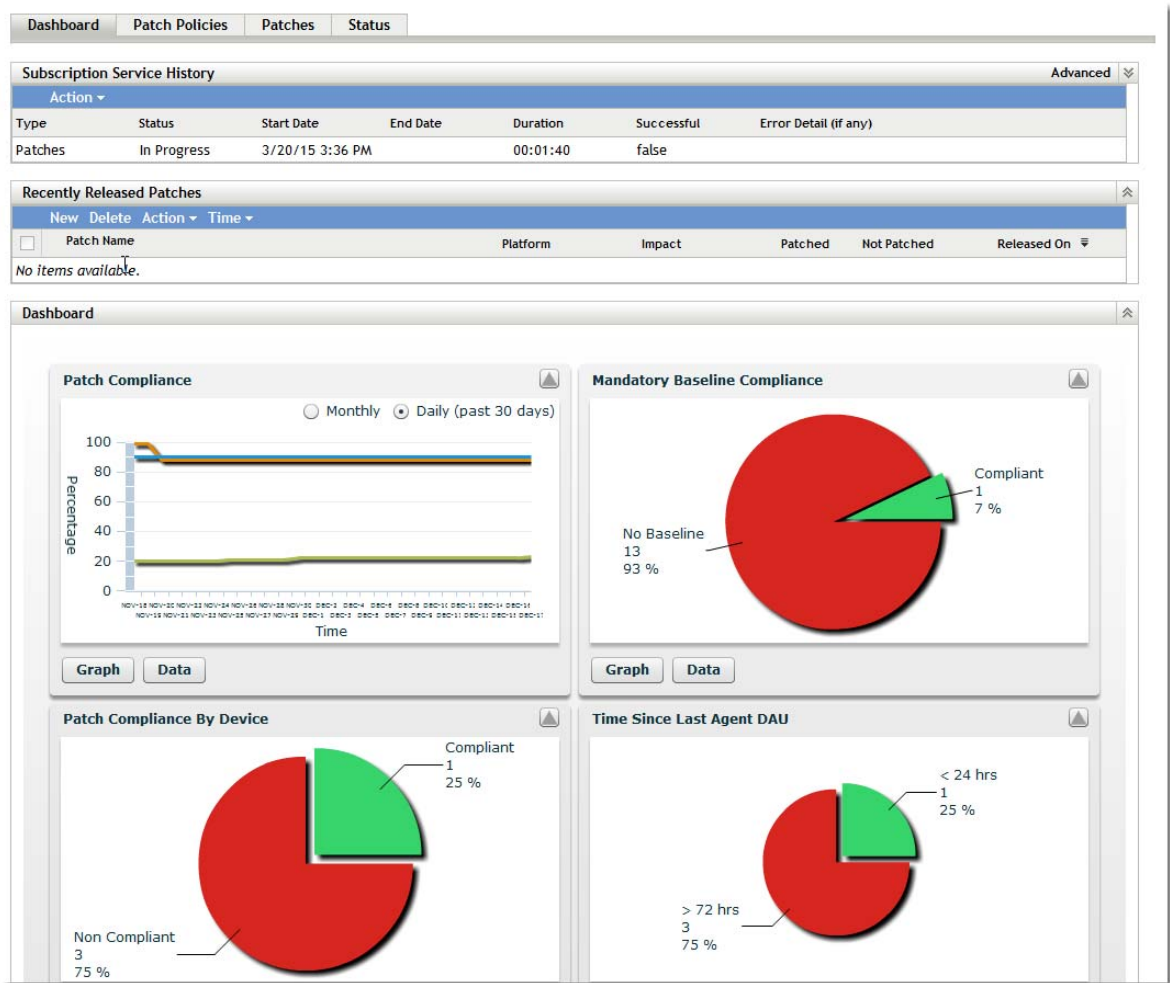 Dashboard Patch Policies Patches Status
Subscription Service History Advanced
Action
Type Status Start Date End Date Duration Successful Error Detail (if any)
Patches In Progress 3/20/15 3:36 PM 00:01:40 false
Recently Released Patches
New Delete Action Time
Patch Name Platform Impact Patched Not Patched Released On
No items available.
Dashboard
Patch Compliance
Monthly Daily (past 30 days)
100
80
60
40
20
0
Percentage
Time
Graph Data
Mandatory Baseline Compliance
Compliant
1
7 %
No Baseline
13
93 %
Graph Data
Patch Compliance By Device
Compliant
1
25 %
Non Compliant
3
75 %
Time Since Last Agent DAU
< 24 hrs
1
25 %
> 72 hrs
3
75 %